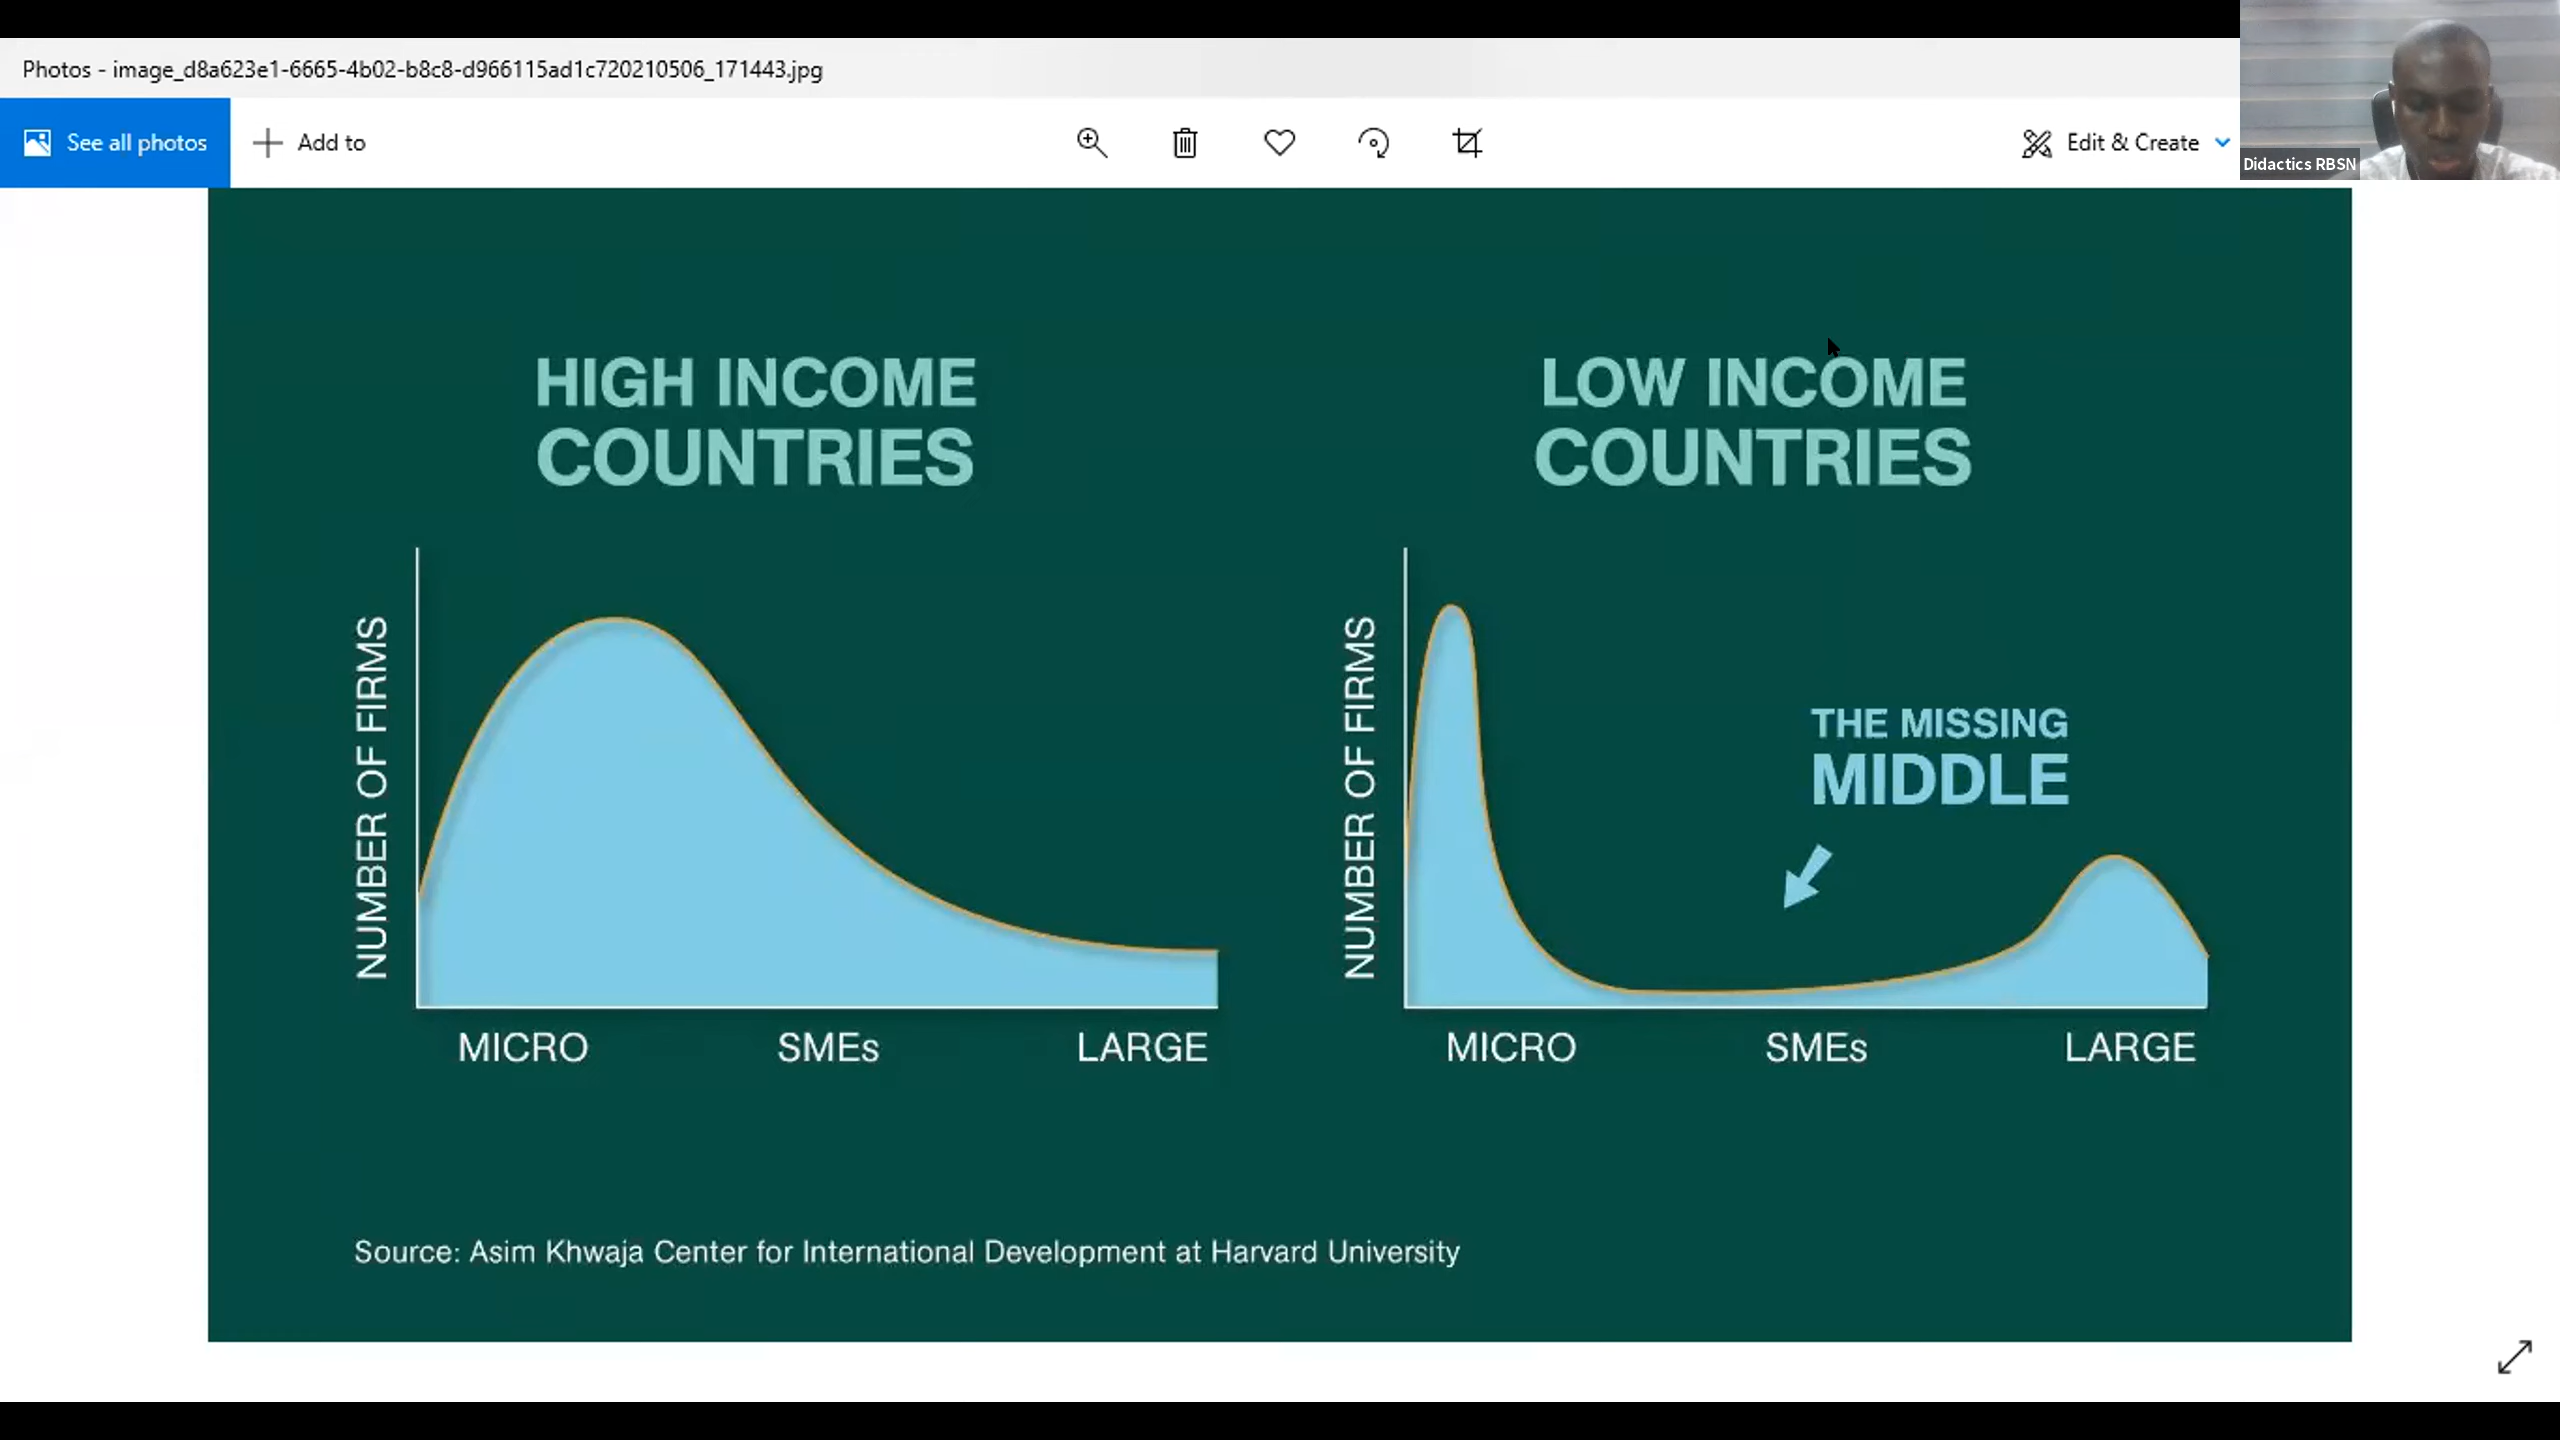 Photos - image_d8a623e1-6665-4b02-b8c8-d966115ad1c720210506_171443.jpg
See all photos
Add to
Edit & Create
Didactics RBSN
HIGH INCOME
COUNTRIES
NUMBER OF FIRMS
MICRO SMEs LARGE
LOW INCOME
COUNTRIES
NUMBER OF FIRMS
THE MISSING
MIDDLE
MICRO SMEs LARGE
Source: Asim Khwaja Center for International Development at Harvard University